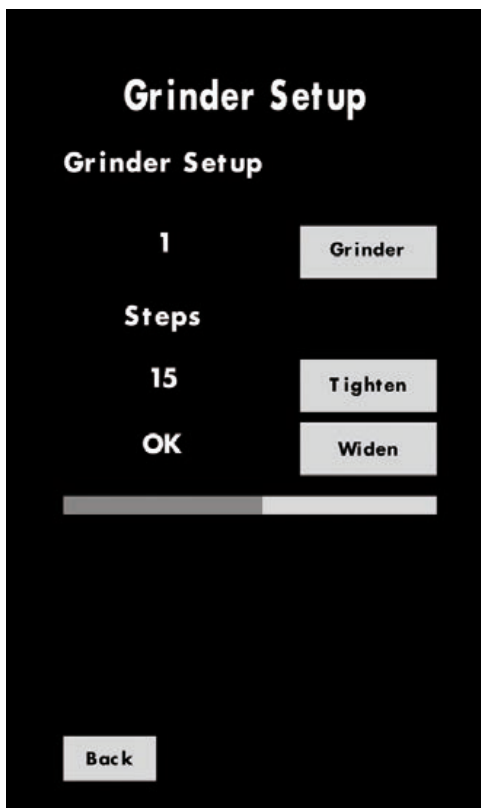 Grinder Setup
Grinder Setup
1
Grinder
Steps
15
Tighten
OK
Widen
Back